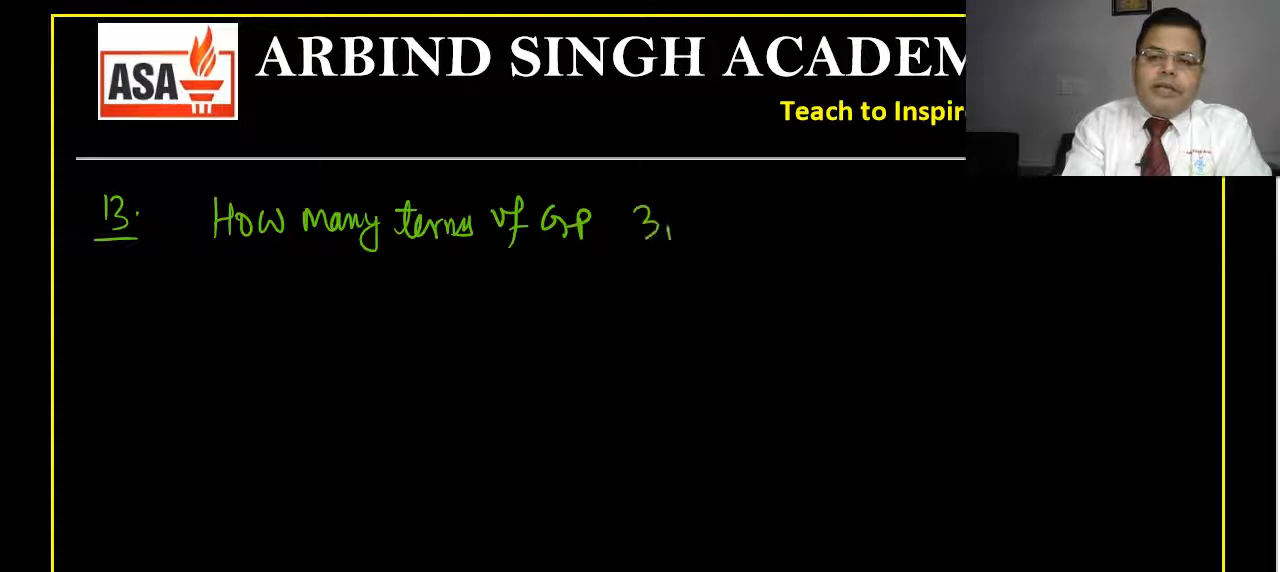 ASA
ARBIND SINGH ACADEM
Teach to Inspir
13. How many terms of GP 3,